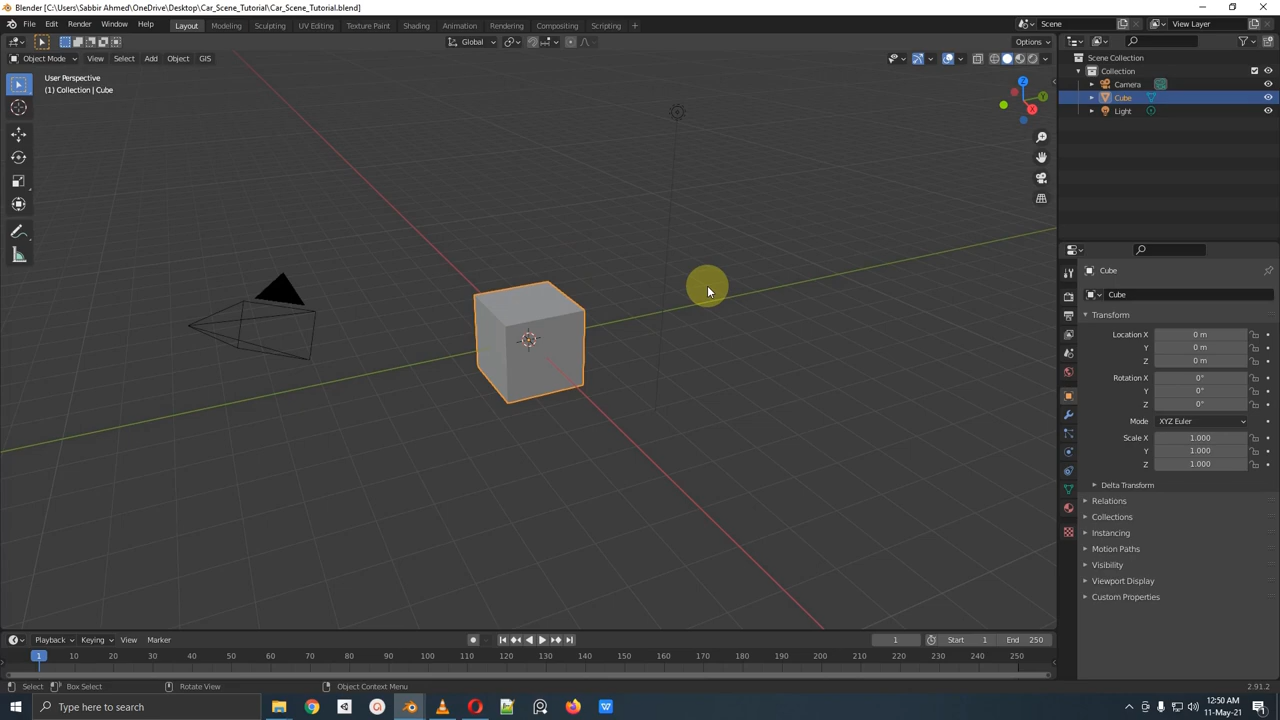 Blender [C:\Users\Sabbir Ahmed\OneDrive\Desktop\Car_Scene_Tutorial\Car_Scene_Tutorial.blend]
File Edit Render Window Help Layout Modeling Sculpting UV Editing Texture Paint Shading Animation Rendering Compositing Scripting + Scene View Layer
Global Options
Object Mode View Select Add Object GIS
User Perspective
(1) Collection | Cube
Z
Y
X
Scene Collection
Collection
Camera
Cube
Light
Cube
Cube
Transform
Location X 0 m
Y 0 m
Z 0 m
Rotation X 0°
Y 0°
Z 0°
Mode XYZ Euler
Scale X 1.000
Y 1.000
Z 1.000
Delta Transform
Relations
Collections
Instancing
Motion Paths
Visibility
Viewport Display
Custom Properties
Playback Keying View Marker 1 Start 1 End 250
1 10 20 30 40 50 60 70 80 90 100 110 120 130 140 150 160 170 180 190 200 210 220 230 240 250
Select Box Select Rotate View Object Context Menu 2.91.2
Type here to search
12:50 AM
11-May-21